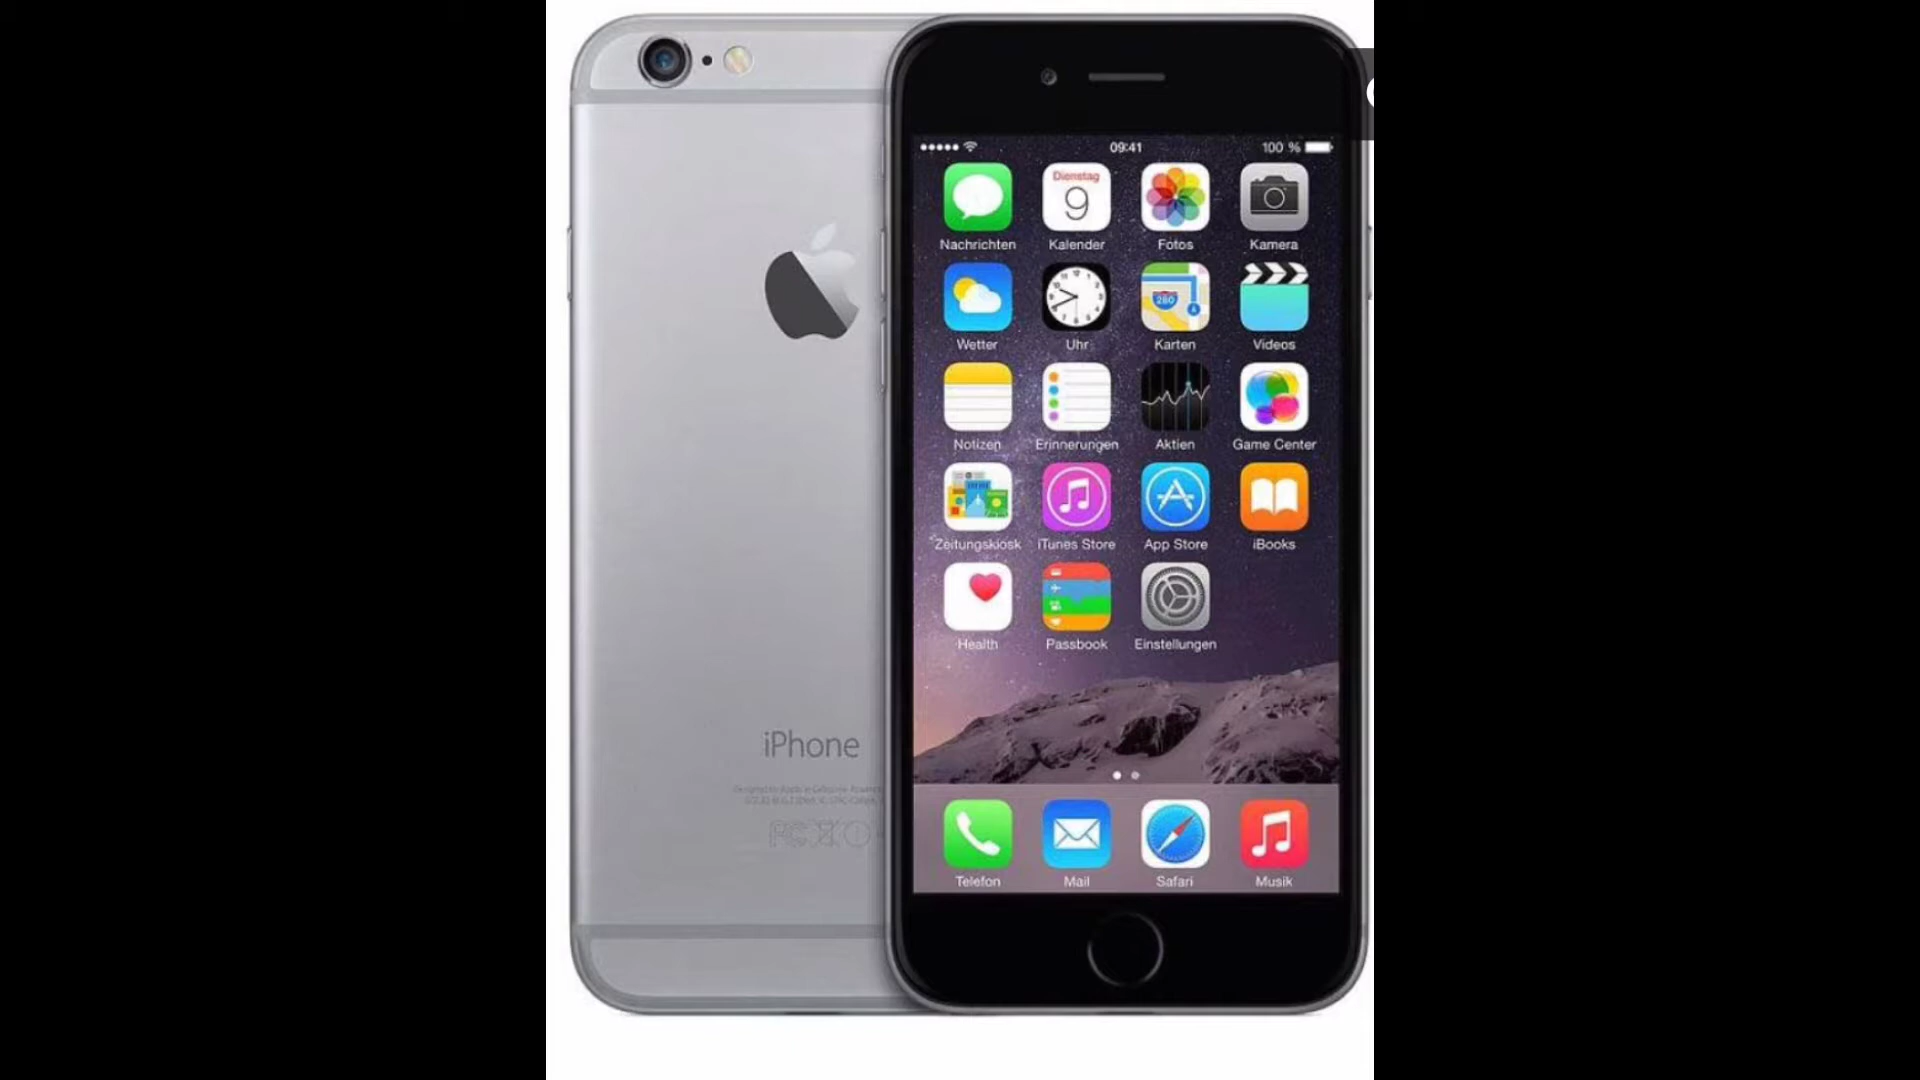 09:41
100 %
Dienstag
9
Nachrichten
Kalender
Fotos
Kamera
280
Wetter
Uhr
Karten
Videos
Notizen
Erinnerungen
Aktien
Game Center
Zeitungskiosk
iTunes Store
App Store
iBooks
Health
Passbook
Einstellungen
iPhone
Telefon
Mail
Safari
Musik